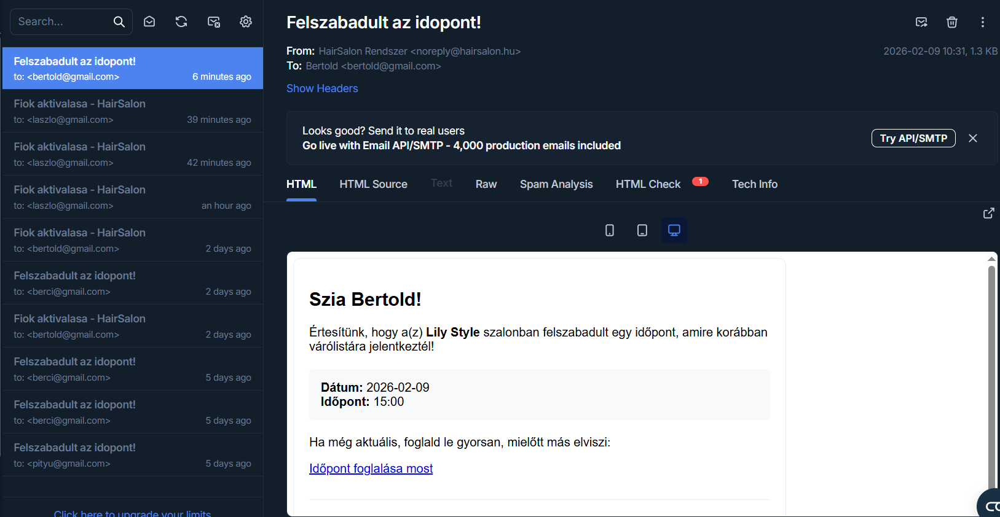 Search...
Felszabadult az idopont!
to: <bertold@gmail.com>
6 minutes ago
Fiok aktivalasa - HairSalon
to: <laszlo@gmail.com>
39 minutes ago
Fiok aktivalasa - HairSalon
to: <laszlo@gmail.com>
42 minutes ago
Fiok aktivalasa - HairSalon
to: <laszlo@gmail.com>
an hour ago
Fiok aktivalasa - HairSalon
to: <bertold@gmail.com>
2 days ago
Felszabadult az idopont!
to: <berci@gmail.com>
2 days ago
Fiok aktivalasa - HairSalon
to: <bertold@gmail.com>
2 days ago
Felszabadult az idopont!
to: <berci@gmail.com>
5 days ago
Felszabadult az idopont!
to: <berci@gmail.com>
5 days ago
Felszabadult az idopont!
to: <pityu@gmail.com>
5 days ago
Click here to upgrade your limits
Felszabadult az idopont!
From: HairSalon Rendszer <noreply@hairsalon.hu>
2026-02-09 10:31, 1.3 KB
To: Bertold <bertold@gmail.com>
Show Headers
Looks good? Send it to real users
Go live with Email API/SMTP - 4,000 production emails included
Try API/SMTP
HTML
HTML Source
Text
Raw
Spam Analysis
HTML Check
1
Tech Info
Szia Bertold!
Értesítünk, hogy a(z) Lily Style szalonban felszabadult egy időpont, amire korábban
várólistára jelentkeztél!
Dátum: 2026-02-09
Időpont: 15:00
Ha még aktuális, foglald le gyorsan, mielőtt más elviszi:
Időpont foglalása most